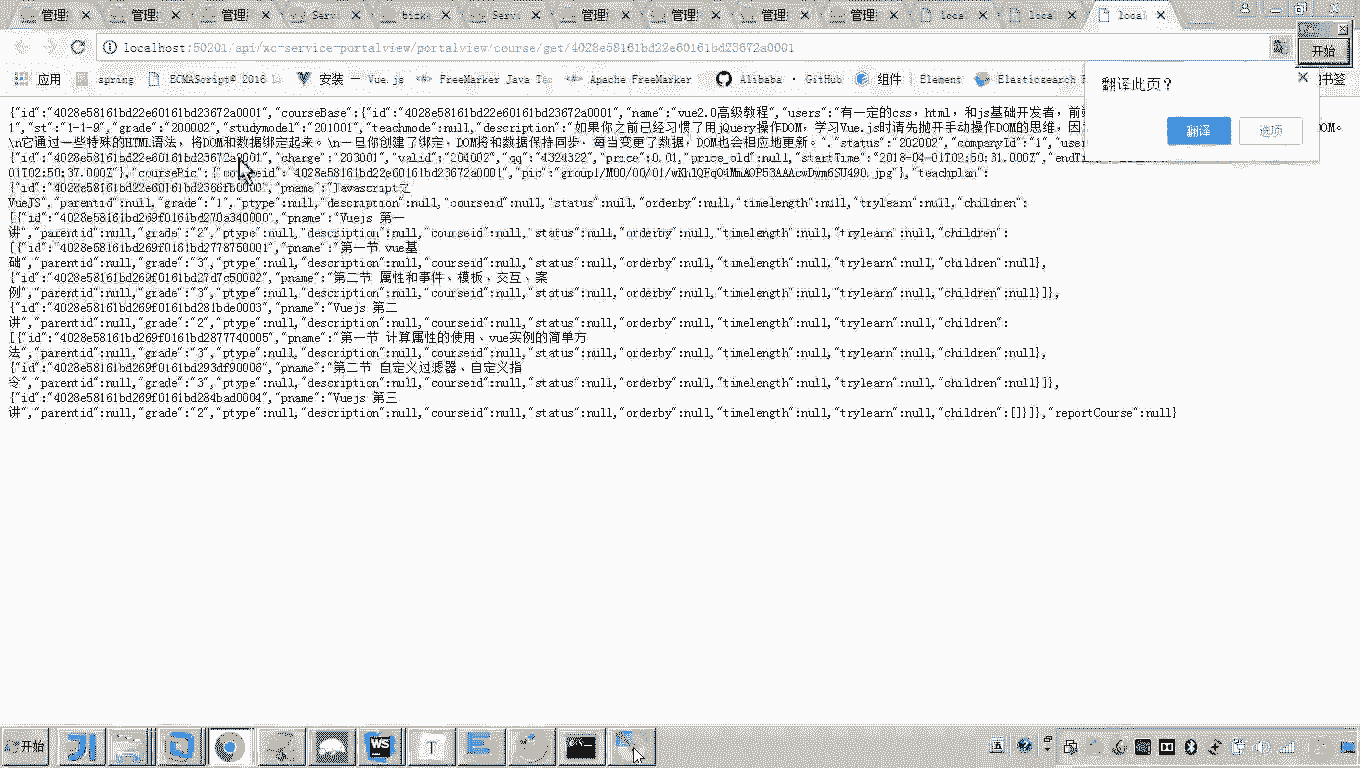 管理 管理 管理 Servi Servi 管理 管理 管理 管理 loca loca loca
localhost:50201/api/xc-service-portalview/portalview/course/get/4028e58161bd22e60161bd23672a0001
开始
应用 spring ECMAScript® 2016 安装 — Vue.js FreeMarker Java Tem apache FreeMarker Alibaba · GitHub 组件 | Element Elasticsearch 的书签
翻译此页?
翻译 选项
{"id":"4028e58161bd22e60161bd23672a0001","courseBase":{"id":"4028e58161bd22e60161bd23672a0001","name":"vue2.0高级教程","users":"有一定的css,html,和js基础开发者,前
1","st":"1-1-9","grade":"200002","studymodel":"201001","teachmode":null,"description":"如果你之前已经习惯了用jQuery操作DOM,学习Vue.js时请先抛开手动操作DOM的思维,因 DOM。
\n它通过一些特殊的HTML语法,将DOM和数据绑定起来。\n一旦你创建了绑定,DOM将和数据保持同步,每当变更了数据,DOM也会相应地更新。","status":"202002","companyId":"1","user
{"id":"4028e58161bd22e60161bd23672a0001","charge":"203001","valid":"204002","qq":"4324322","price":0.01,"price_old":null,"startTime":"2018-04-01T02:50:31.000Z","endTim
01T02:50:37.000Z"},"coursePic":{"courseid":"4028e58161bd22e60161bd23672a0001","pic":"group1/M00/00/01/.jpg"},"teachplan":
{"id":"4028e58161bd22e60161bd2366fb0000","pname":"Javascript之
VueJS","parentid":null,"grade":"1","ptype":null,"description":null,"courseid":null,"status":null,"orderby":null,"timelength":null,"trylearn":null,"children":
[{"id":"4028e58161bd269f0161bd270a340000","pname":"Vuejs 第一
讲","parentid":null,"grade":"2","ptype":null,"description":null,"courseid":null,"status":null,"orderby":null,"timelength":null,"trylearn":null,"children":
[{"id":"4028e58161bd269f0161bd2778750001","pname":"第一节 vue基
础","parentid":null,"grade":"3","ptype":null,"description":null,"courseid":null,"status":null,"orderby":null,"timelength":null,"trylearn":null,"children":null},
{"id":"4028e58161bd269f0161bd27d7c50002","pname":"第二节 属性和事件、模板、交互、案
例","parentid":null,"grade":"3","ptype":null,"description":null,"courseid":null,"status":null,"orderby":null,"timelength":null,"trylearn":null,"children":null}]},
{"id":"4028e58161bd269f0161bd281bde0003","pname":"Vuejs 第二
讲","parentid":null,"grade":"2","ptype":null,"description":null,"courseid":null,"status":null,"orderby":null,"timelength":null,"trylearn":null,"children":
[{"id":"4028e58161bd269f0161bd2877740005","pname":"第一节 计算属性的使用、vue实例的简单方
法","parentid":null,"grade":"3","ptype":null,"description":null,"courseid":null,"status":null,"orderby":null,"timelength":null,"trylearn":null,"children":null},
{"id":"4028e58161bd269f0161bd293df90006","pname":"第二节 自定义过滤器、自定义指
令","parentid":null,"grade":"3","ptype":null,"description":null,"courseid":null,"status":null,"orderby":null,"timelength":null,"trylearn":null,"children":null}]},
{"id":"4028e58161bd269f0161bd284bad0004","pname":"Vuejs 第三
讲","parentid":null,"grade":"2","ptype":null,"description":null,"courseid":null,"status":null,"orderby":null,"timelength":null,"trylearn":null,"children":[]}]},"reportCourse":null}
开始 WS T